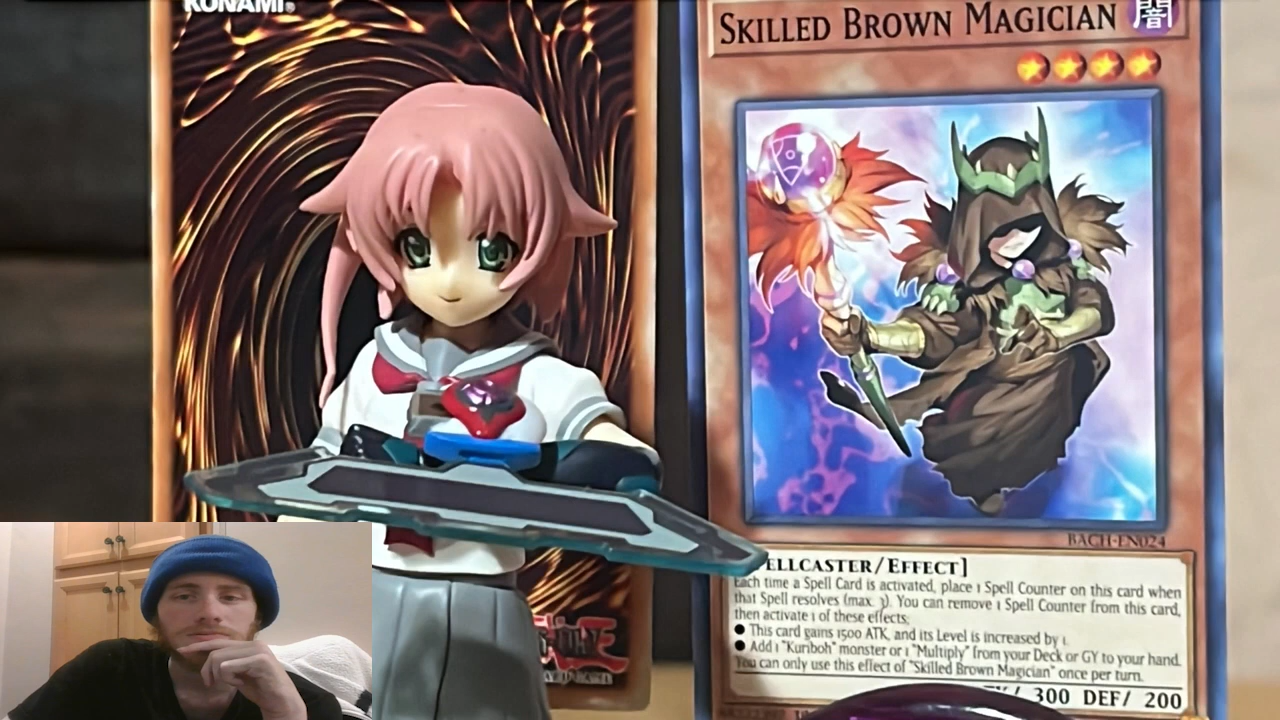 KONAMI®
SKILLED BROWN MAGICIAN 闇
BACH-EN024
PELLCASTER/EFFECT]
Each time a Spell Card is activated, place 1 Spell Counter on this card when
that Spell resolves (max. 3). You can remove 1 Spell Counter from this card,
then activate 1 of these effects;
● This card gains 1500 ATK, and its Level is increased by 1.
● Add 1 "Kuriboh" monster or 1 "Multiply" from your Deck or GY to your hand.
You can only use this effect of "Skilled Brown Magician" once per turn.
/ 300 DEF/ 200